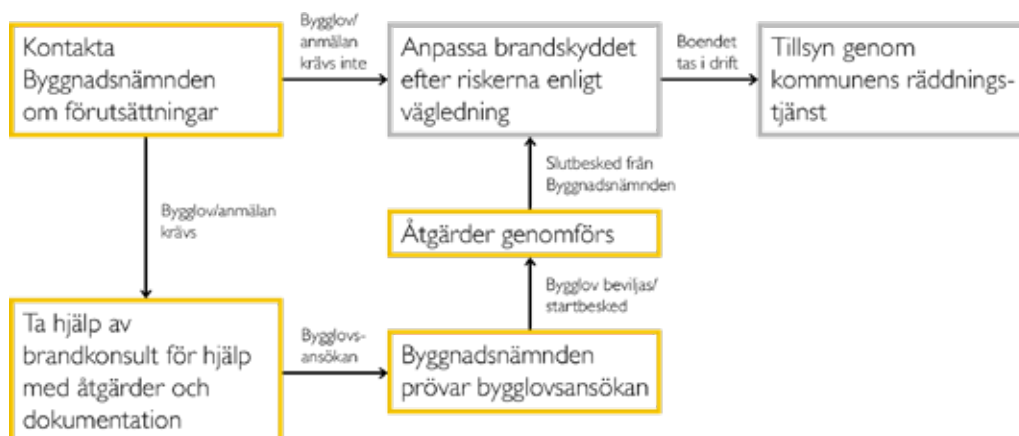 Kontakta
Byggnadsnämnden
om förutsättningar
Bygglov/
anmälan
krävs inte
Anpassa brandskyddet
efter riskerna enligt
vägledning
Boendet
tas i drift
Tillsyn genom
kommunens räddnings-
tjänst
Bygglov/anmälan
krävs
Slutbesked från
Byggnadsnämnden
Åtgärder genomförs
Bygglov beviljas/
startbesked
Ta hjälp av
brandkonsult för hjälp
med åtgärder och
dokumentation
Bygglovs-
ansökan
Byggnadsnämnden
prövar bygglovsansökan